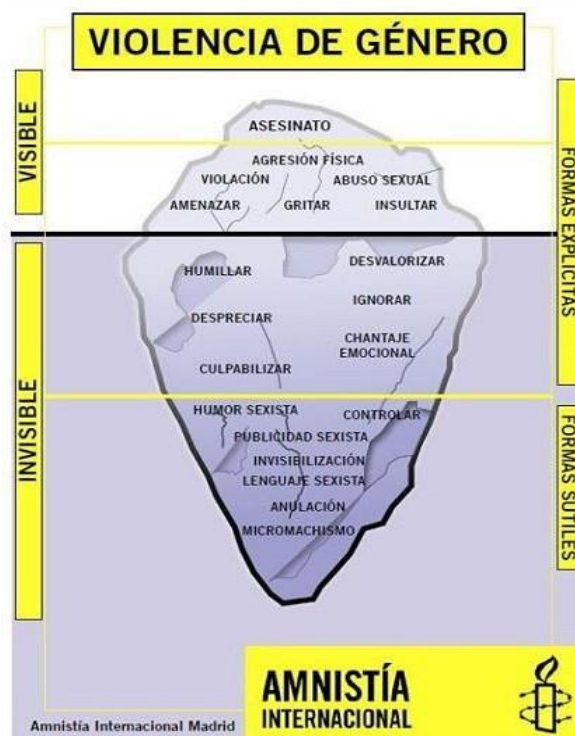 VIOLENCIA DE GÉNERO
VISIBLE
FORMAS EXPLICITAS
ASESINATO
AGRESIÓN FÍSICA
VIOLACIÓN
ABUSO SEXUAL
AMENAZAR
GRITAR
INSULTAR
INVISIBLE
HUMILLAR
DESVALORIZAR
IGNORAR
DESPRECIAR
CHANTAJE
EMOCIONAL
CULPABILIZAR
FORMAS SUTILES
HUMOR SEXISTA
CONTROLAR
PUBLICIDAD SEXISTA
INVISIBILIZACIÓN
LENGUAJE SEXISTA
ANULACIÓN
MICROMACHISMO
Amnistía Internacional Madrid
AMNISTÍA
INTERNACIONAL